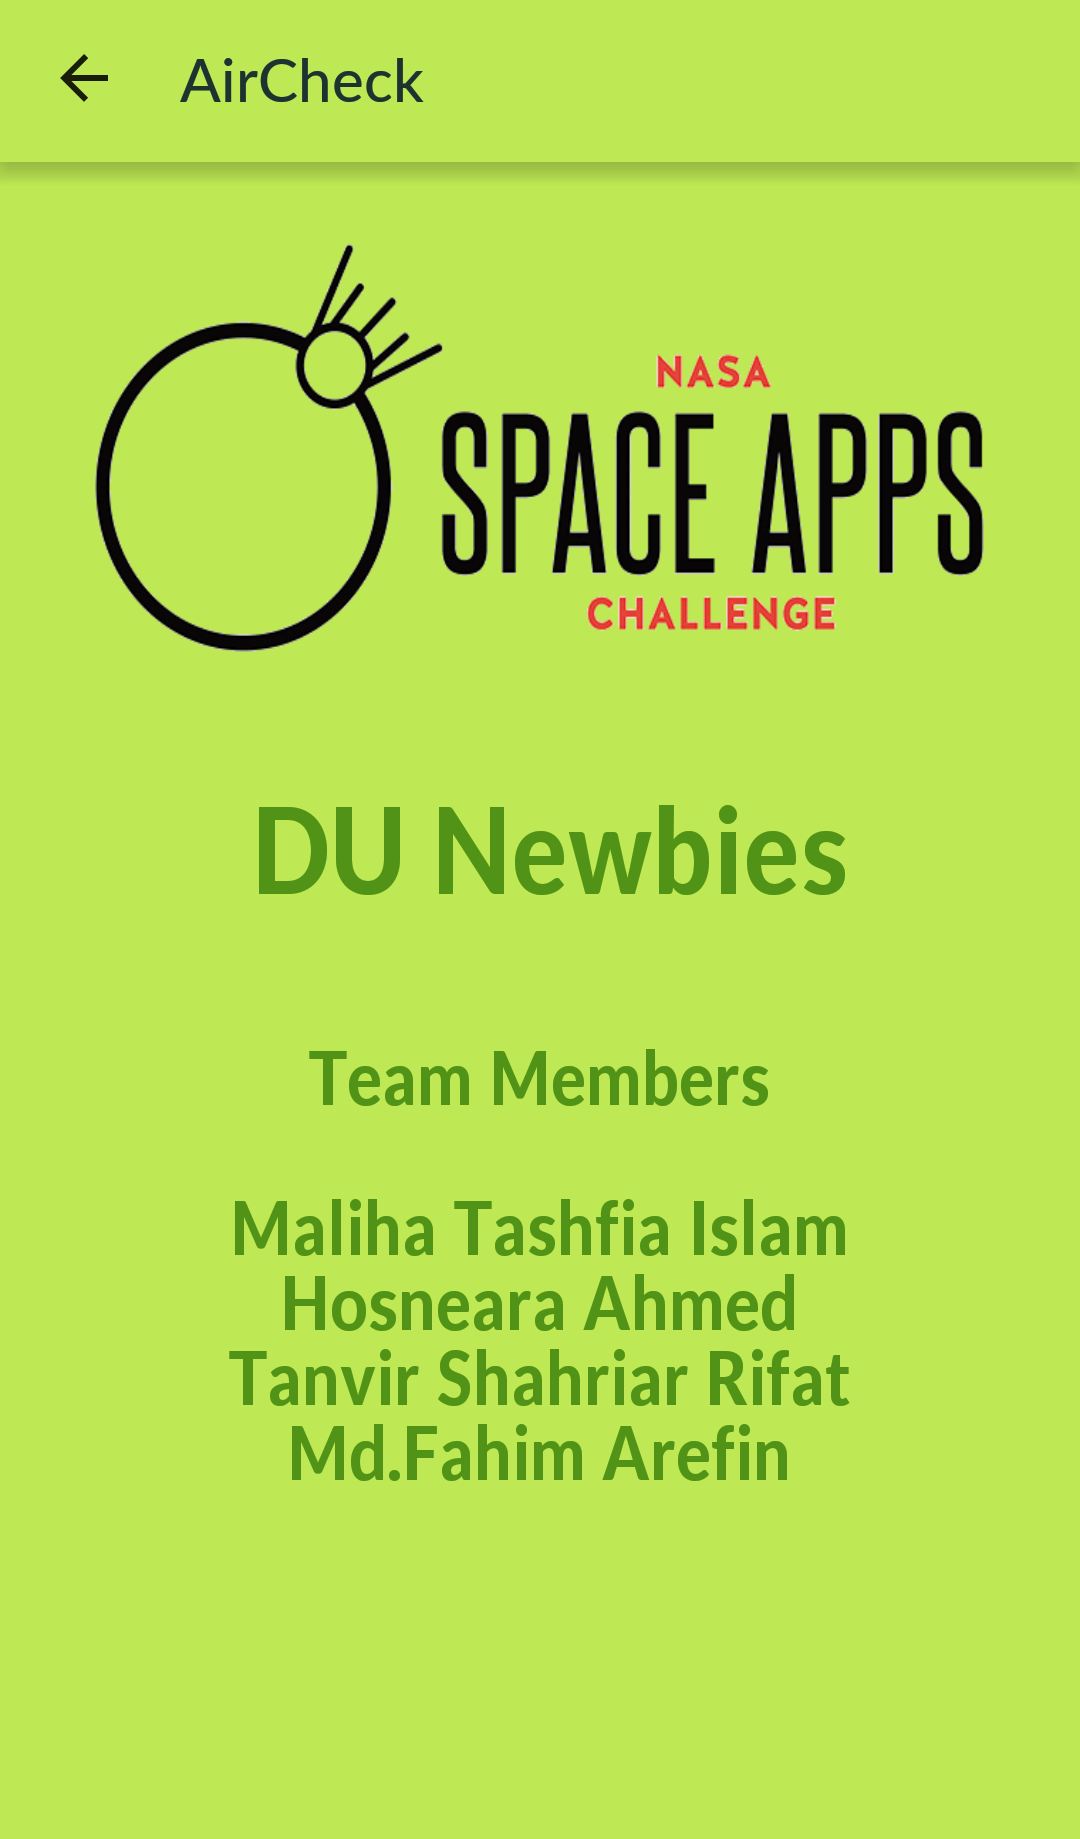 AirCheck
NASA
SPACE APPS
CHALLENGE
DU Newbies
Team Members
Maliha Tashfia Islam
Hosneara Ahmed
Tanvir Shahriar Rifat
Md.Fahim Arefin